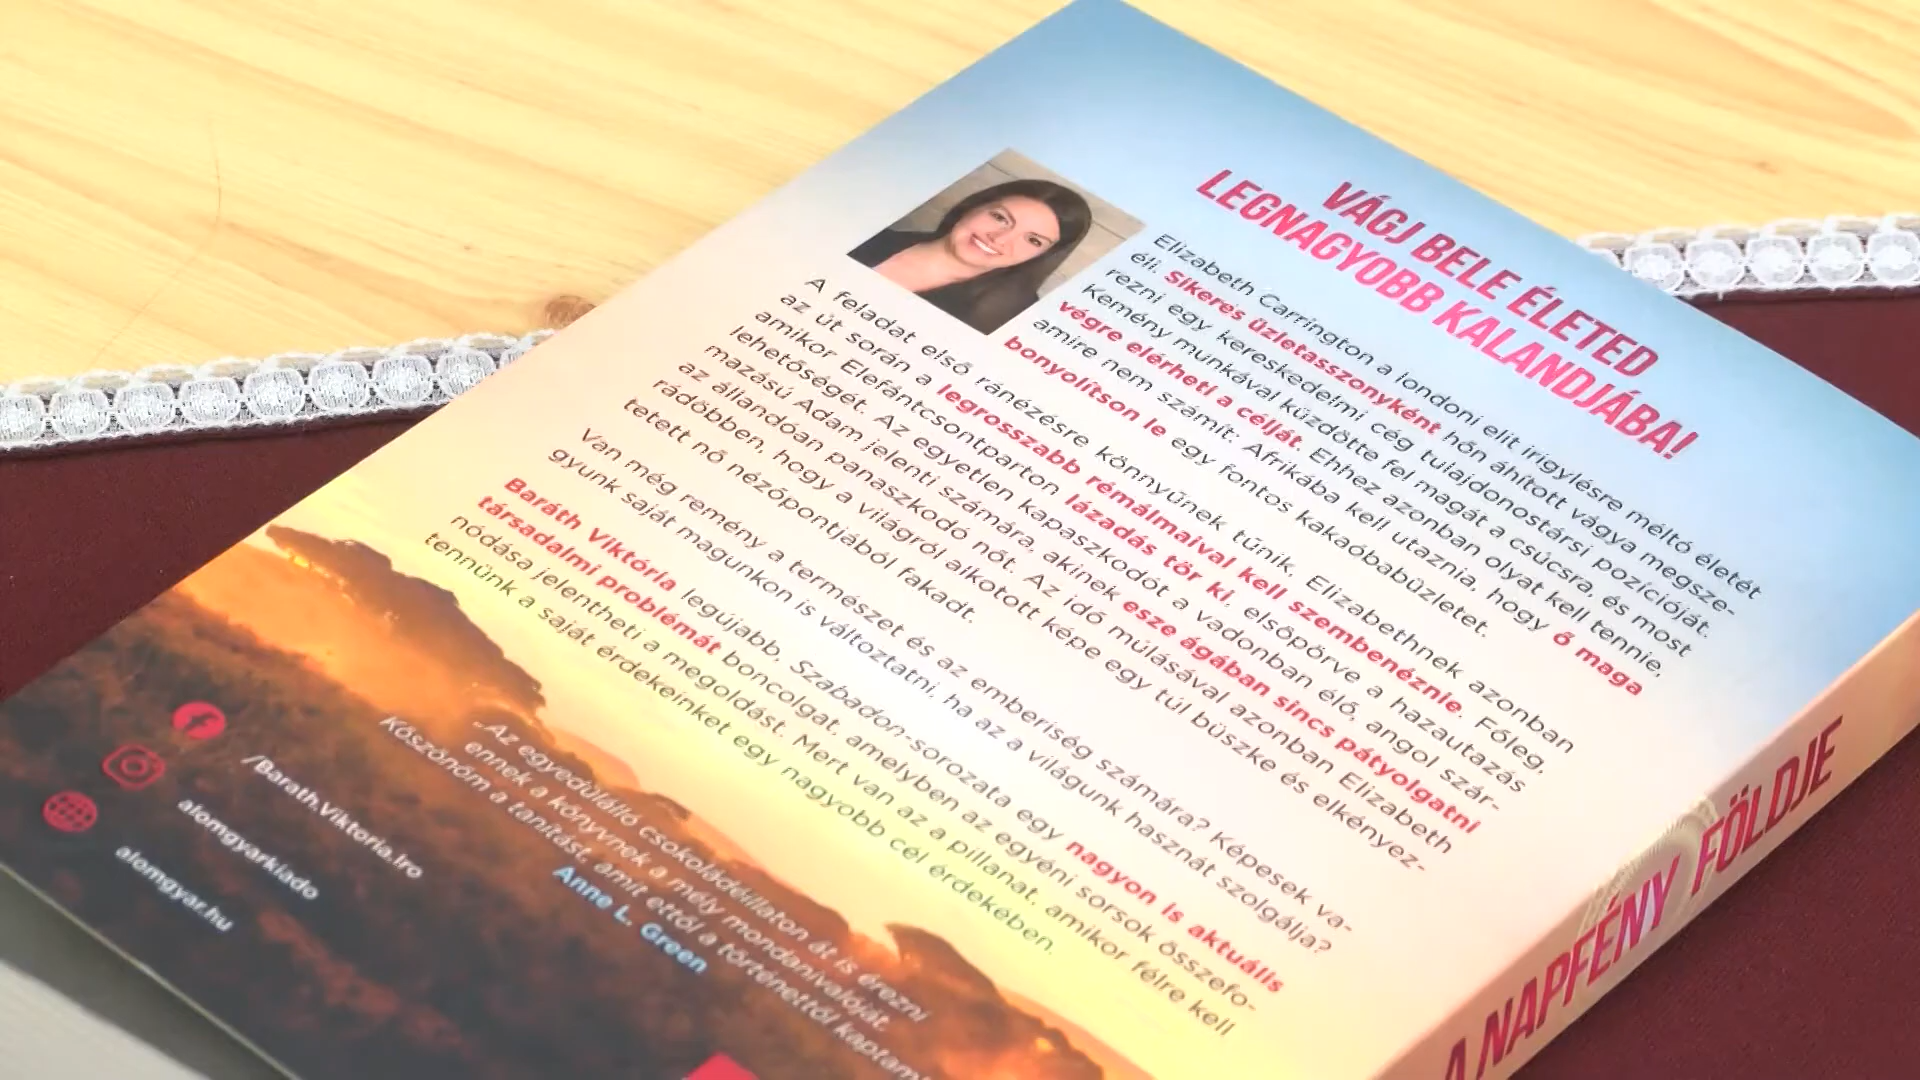 VÁGJ BELE ÉLETED
LEGNAGYOBB KALANDJÁBA!
Elizabeth Carrington a londoni elit irigylésre méltó életét
éli. Sikeres üzletasszonyként hőn áhított vágya megsze-
rezni egy kereskedelmi cég tulajdonostársi pozícióját.
Kemény munkával küzdötte fel magát a csúcsra, és most
végre elérheti a célját. Ehhez azonban olyat kell tennie,
amire nem számít: Afrikába kell utaznia, hogy ő maga
bonyolítson le egy fontos kakaóbabüzletet.
A feladat első ránézésre könnyűnek tűnik, Elizabethnek azonban
az út során a legrosszabb rémálmaival kell szembenéznie. Főleg,
amikor Elefántcsontparton lázadás tör ki, elsöpörve a hazautazás
lehetőségét. Az egyetlen kapaszkodót a vadonban élő, angol szár-
mazású Adam jelenti számára, akinek esze ágában sincs pátyolgatni
az állandóan panaszkodó nőt. Az idő múlásával azonban Elizabeth
rádöbben, hogy a világról alkotott képe egy túl büszke és elkényez-
tetett nő nézőpontjából fakadt.
Van még remény a természet és az emberiség számára? Képesek va-
gyunk saját magunkon is változtatni, ha az a világunk hasznát szolgálja?
Baráth Viktória legújabb, Szabadon-sorozata egy nagyon is aktuális
társadalmi problémát boncolgat, amelyben az egyéni sorsok összefo-
nódása jelentheti a megoldást. Mert van az a pillanat, amikor félre kell
tennünk a saját érdekeinket egy nagyobb cél érdekében.
„Az egyedülálló csokoládéillaton át is érezni
ennek a könyvnek a mély mondanivalóját.
Köszönöm a tanítást, amit ettől a történettől kaptam!
Anne L. Green
/Barath.Viktoria.Iro
alomgyarkiado
alomgyar.hu
A NAPFÉNY FÖLDJE